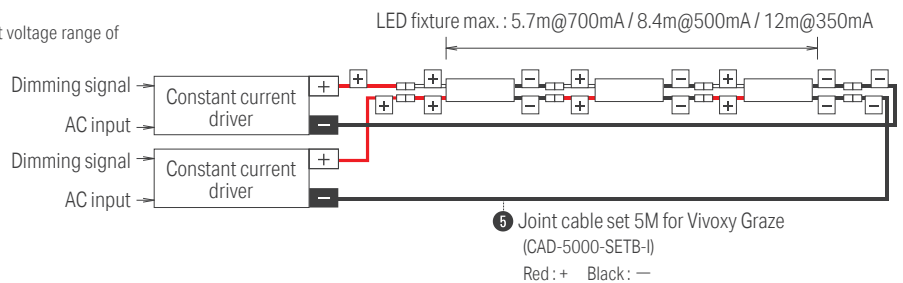 LED fixture max. : 5.7m@700mA / 8.4m@500mA / 12m@350mA
t voltage range of
Dimming signal
Constant current
driver
AC input
+
−
+ + − + − + − −
+ + − + − + − −
Dimming signal
Constant current
driver
AC input
+
−
5 Joint cable set 5M for Vivoxy Graze
(CAD-5000-SETB-I)
Red : + Black : −